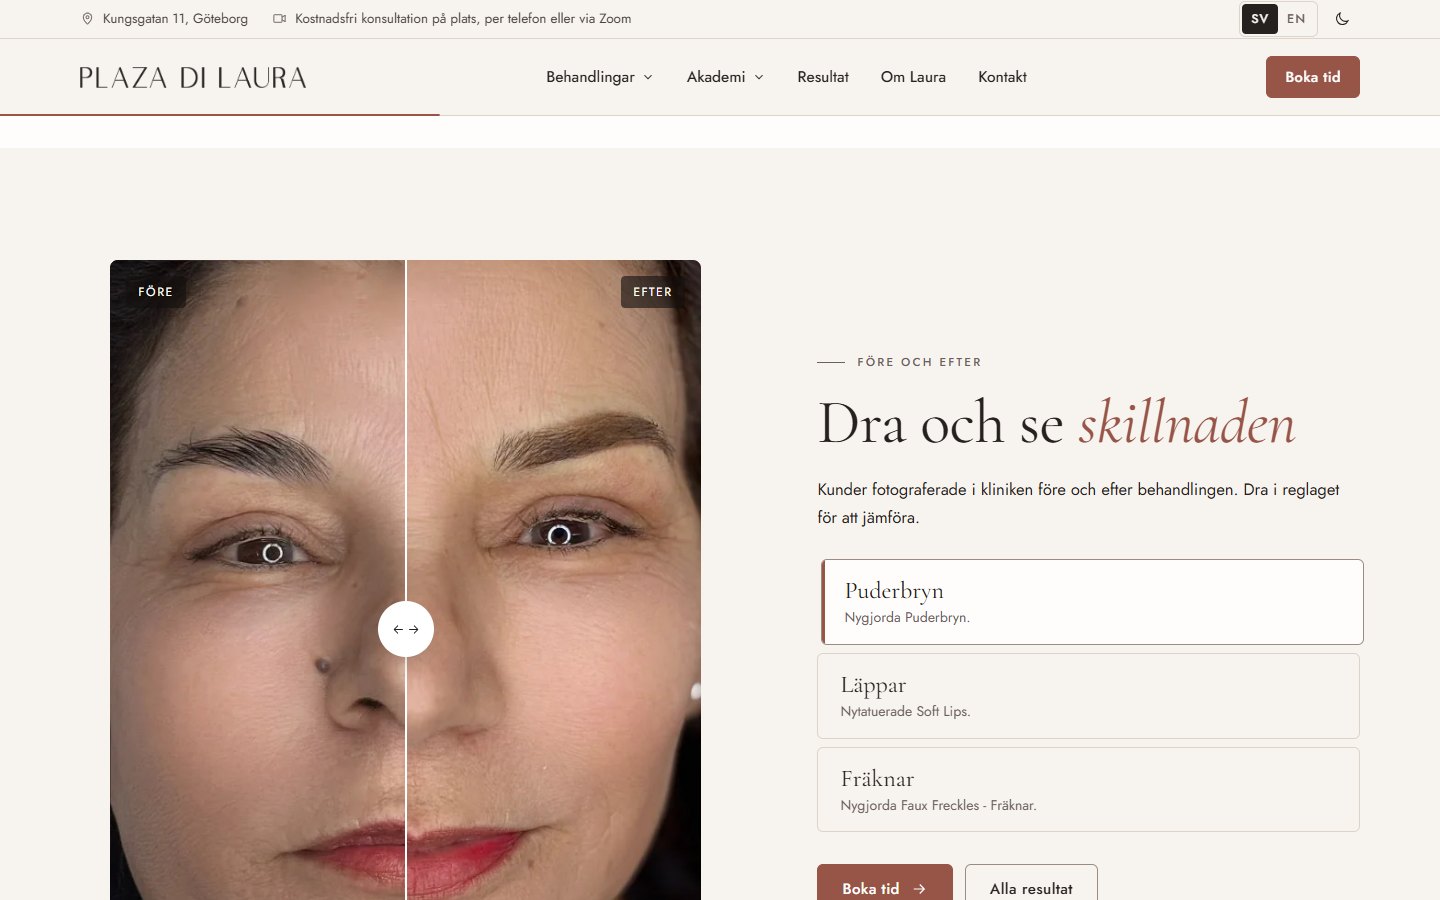 Kungsgatan 11, Göteborg
Kostnadsfri konsultation på plats, per telefon eller via Zoom
SV
EN
PLAZA DI LAURA
Behandlingar
Akademi
Resultat
Om Laura
Kontakt
Boka tid
FÖRE
EFTER
FÖRE OCH EFTER
Dra och se skillnaden
Kunder fotograferade i kliniken före och efter behandlingen. Dra i reglaget
för att jämföra.
Puderbryn
Nygjorda Puderbryn.
Läppar
Nytatuerade Soft Lips.
Fräknar
Nygjorda Faux Freckles - Fräknar.
Boka tid
Alla resultat